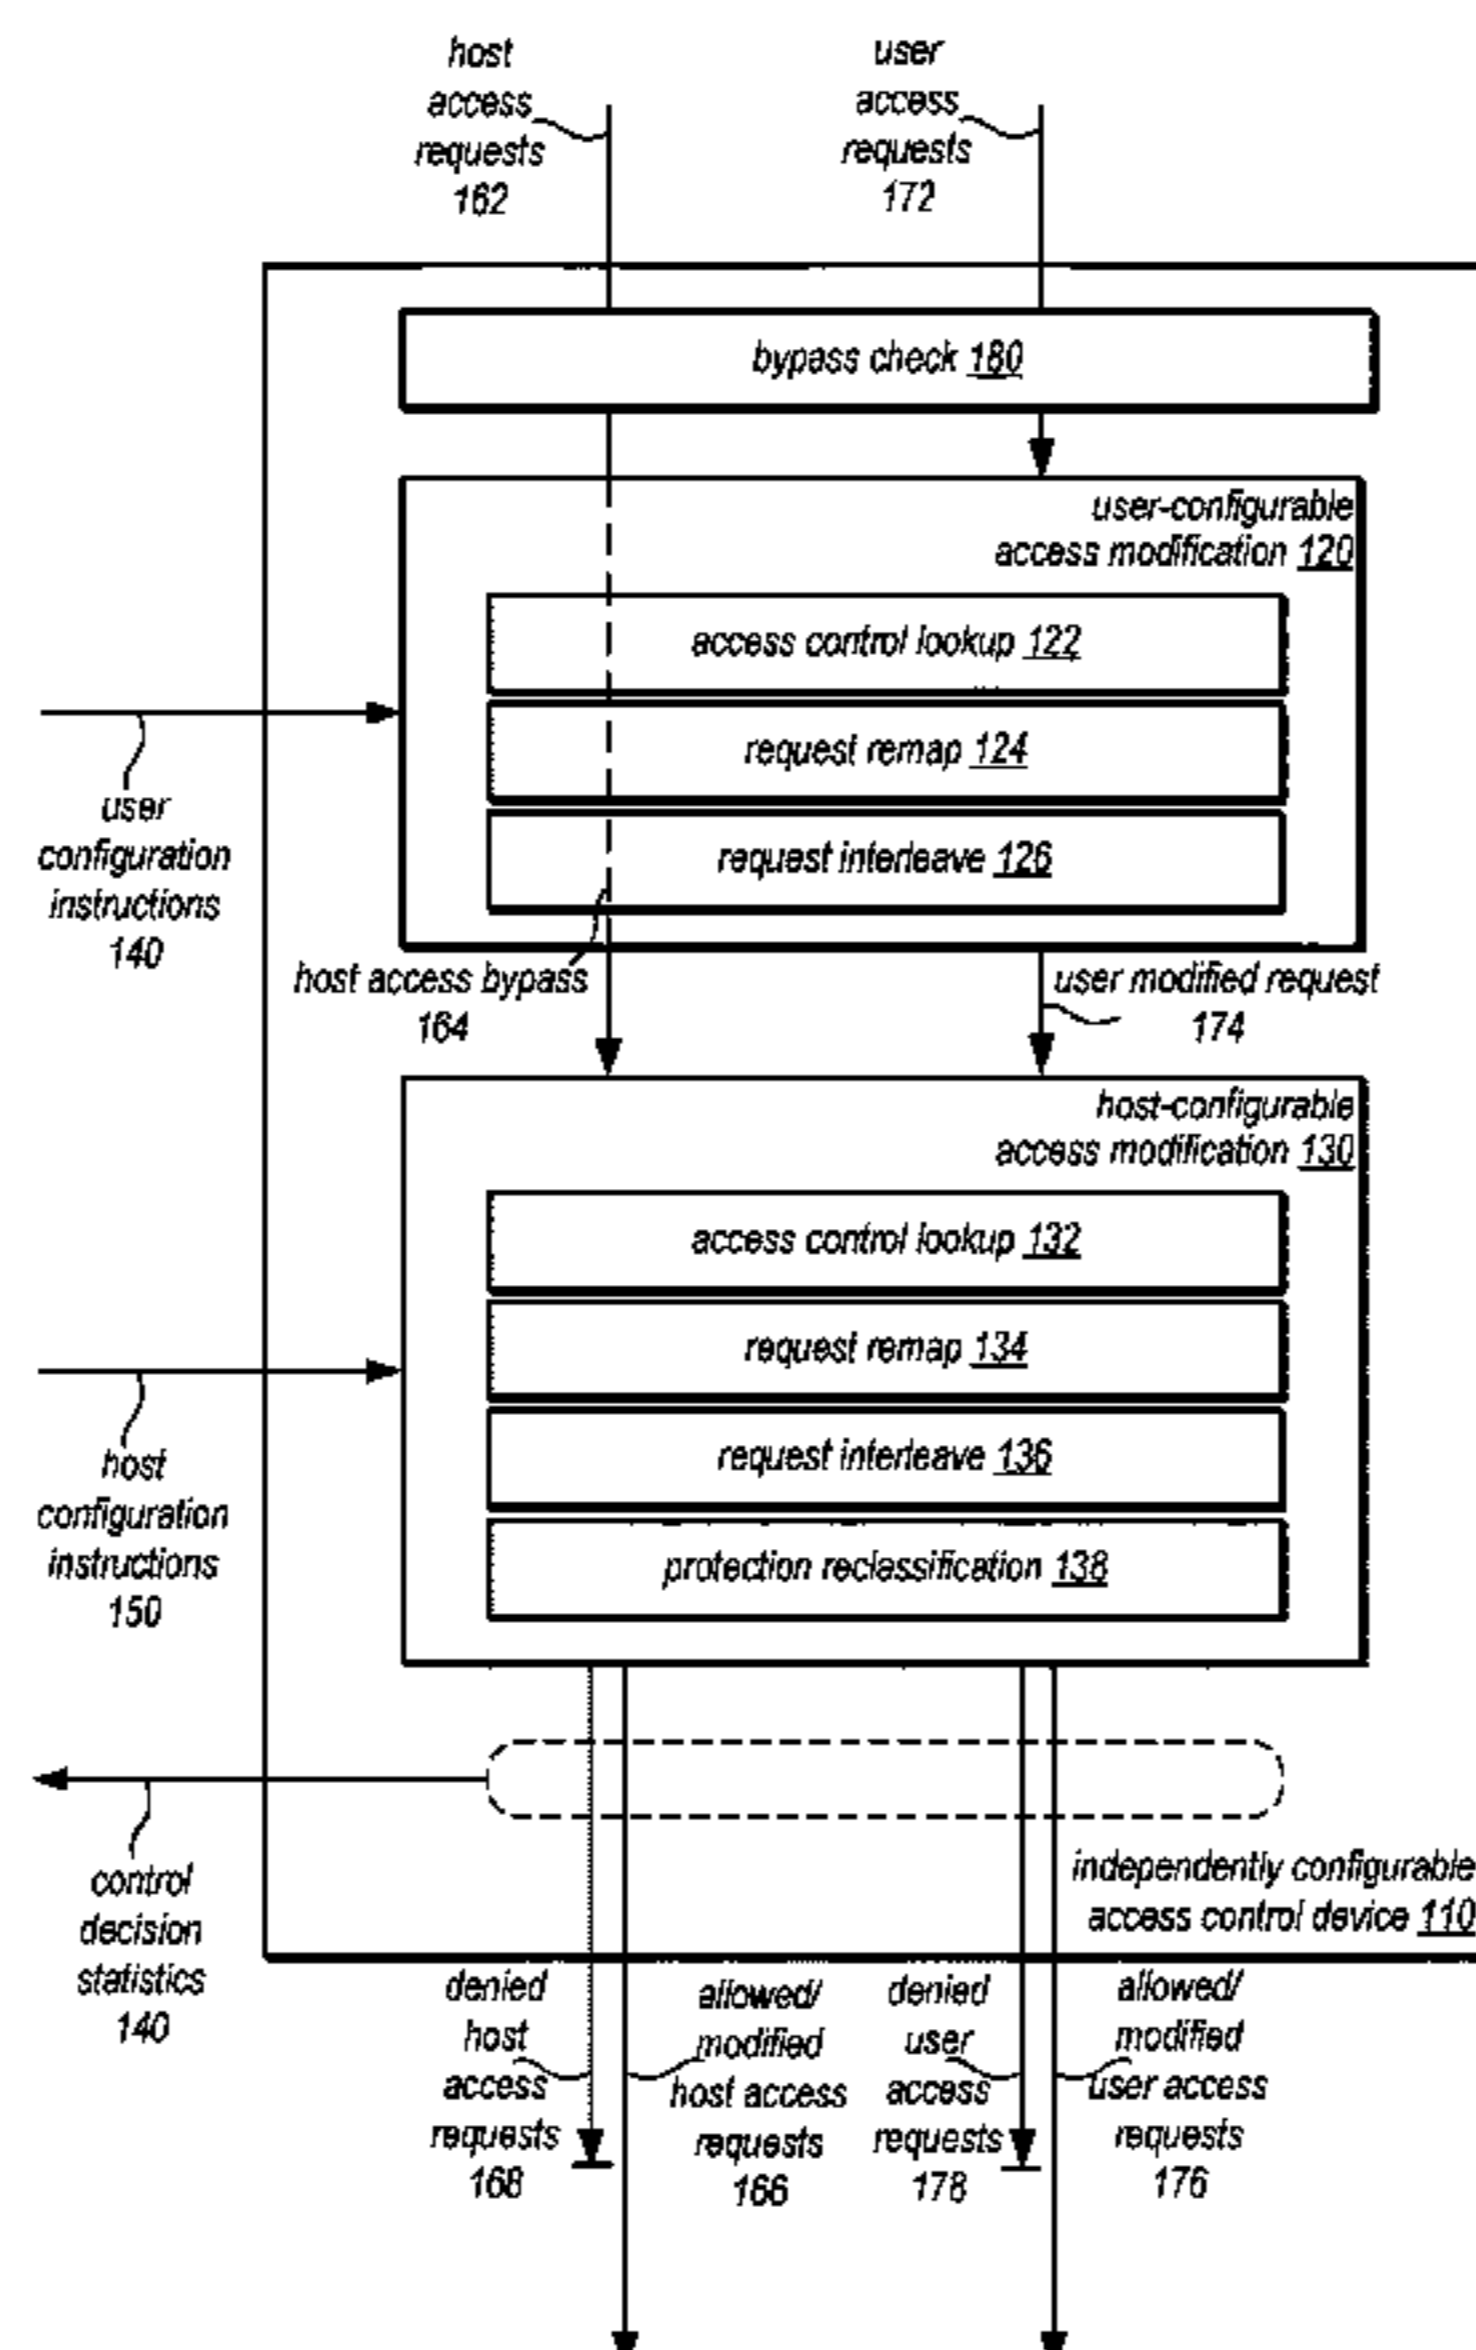 host
access
requests
162
user
access
requests
172
bypass check 180
user-configurable
access modification 120
access control lookup 122
request remap 124
request interleave 126
user
configuration
instructions
140
host access bypass
164
user modified request
174
host-configurable
access modification 130
access control lookup 132
request remap 134
request interleave 136
protection reclassification 138
host
configuration
instructions
150
control
decision
statistics
140
independently configurable
access control device 110
denied
host
access
requests
168
allowed/
modified
host access
requests
166
denied
user
access
requests
178
allowed/
modified
user access
requests
176